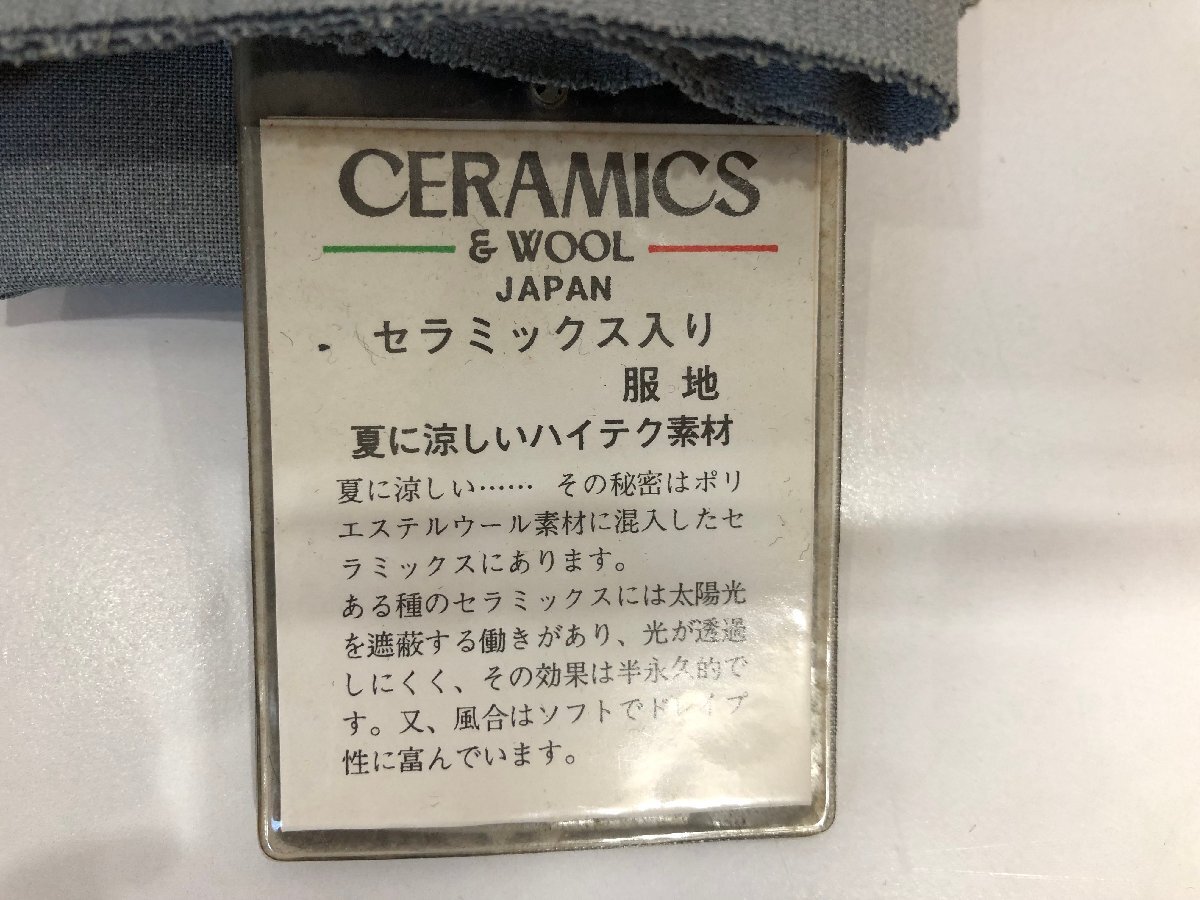 CERAMICS
& WOOL
JAPAN
セラミックス入り
服地
夏に涼しいハイテク素材
夏に涼しい…… その秘密はポリ
エステルウール素材に混入したセ
ラミックスにあります。
ある種のセラミックスには太陽光
を遮蔽する働きがあり、光が透過
しにくく、その効果は半永久的で
す。又、風合はソフトでドレイプ
性に富んでいます。